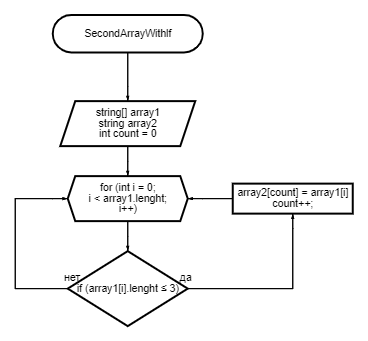 SecondArrayWithIf
string[] array1
string array2
int count = 0
for (int i = 0;
i < array1.lenght;
i++)
array2[count] = array1[i]
count++;
нет
да
if (array1[i].lenght ≤ 3)